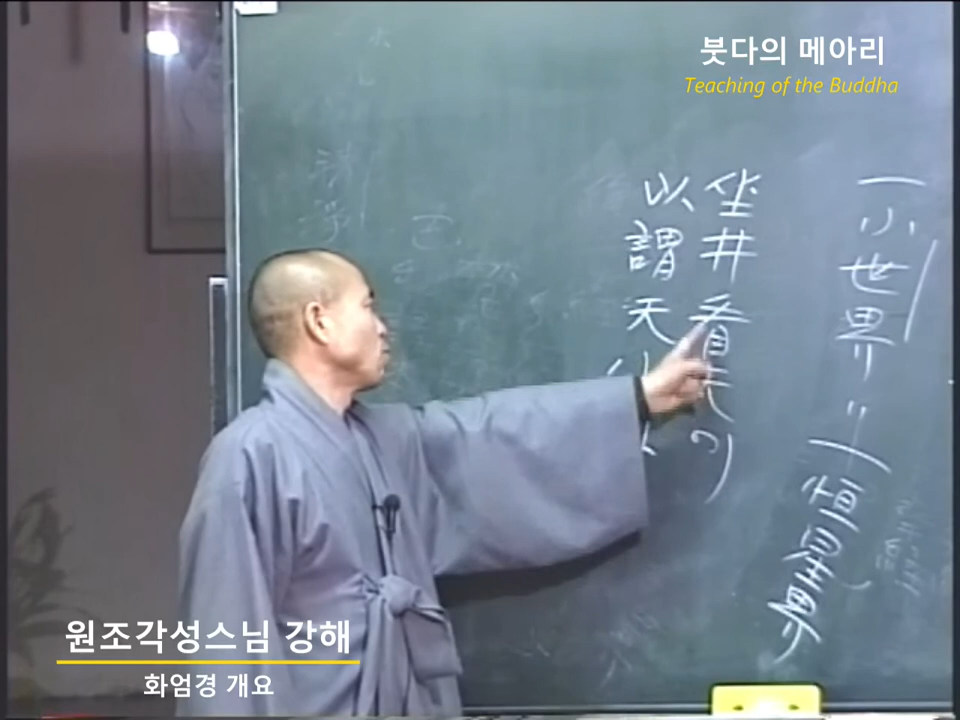 붓다의 메아리
Teaching of the Buddha
一小世界
恒星界
坐井看天
以謂天
원조각성스님 강해
화엄경 개요